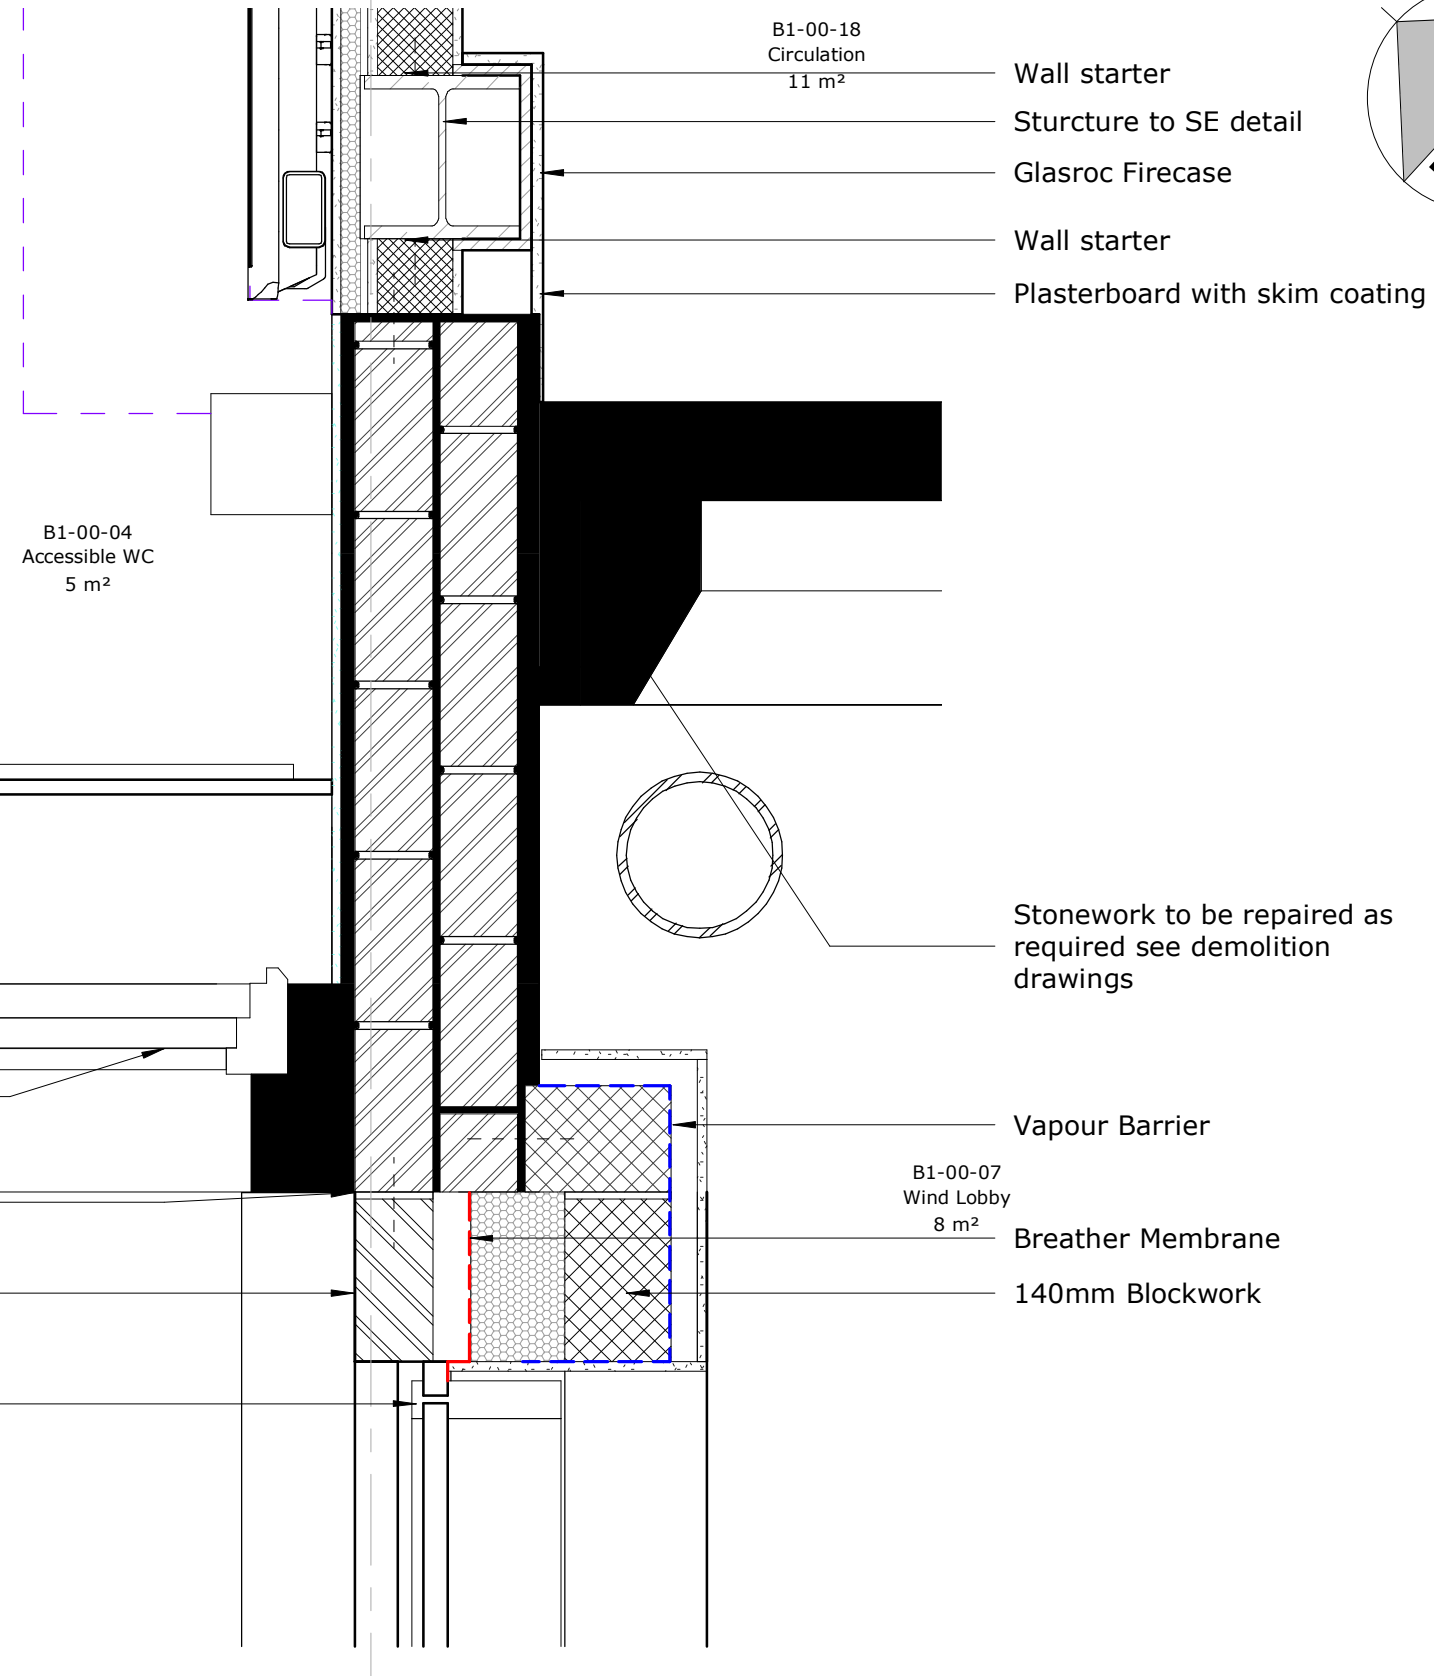 B1-00-18
Circulation
11 m²
Wall starter
Sturcture to SE detail
Glasroc Firecase
Wall starter
Plasterboard with skim coating
B1-00-04
Accessible WC
5 m²
Stonework to be repaired as
required see demolition
drawings
Vapour Barrier
B1-00-07
Wind Lobby
8 m²
Breather Membrane
140mm Blockwork